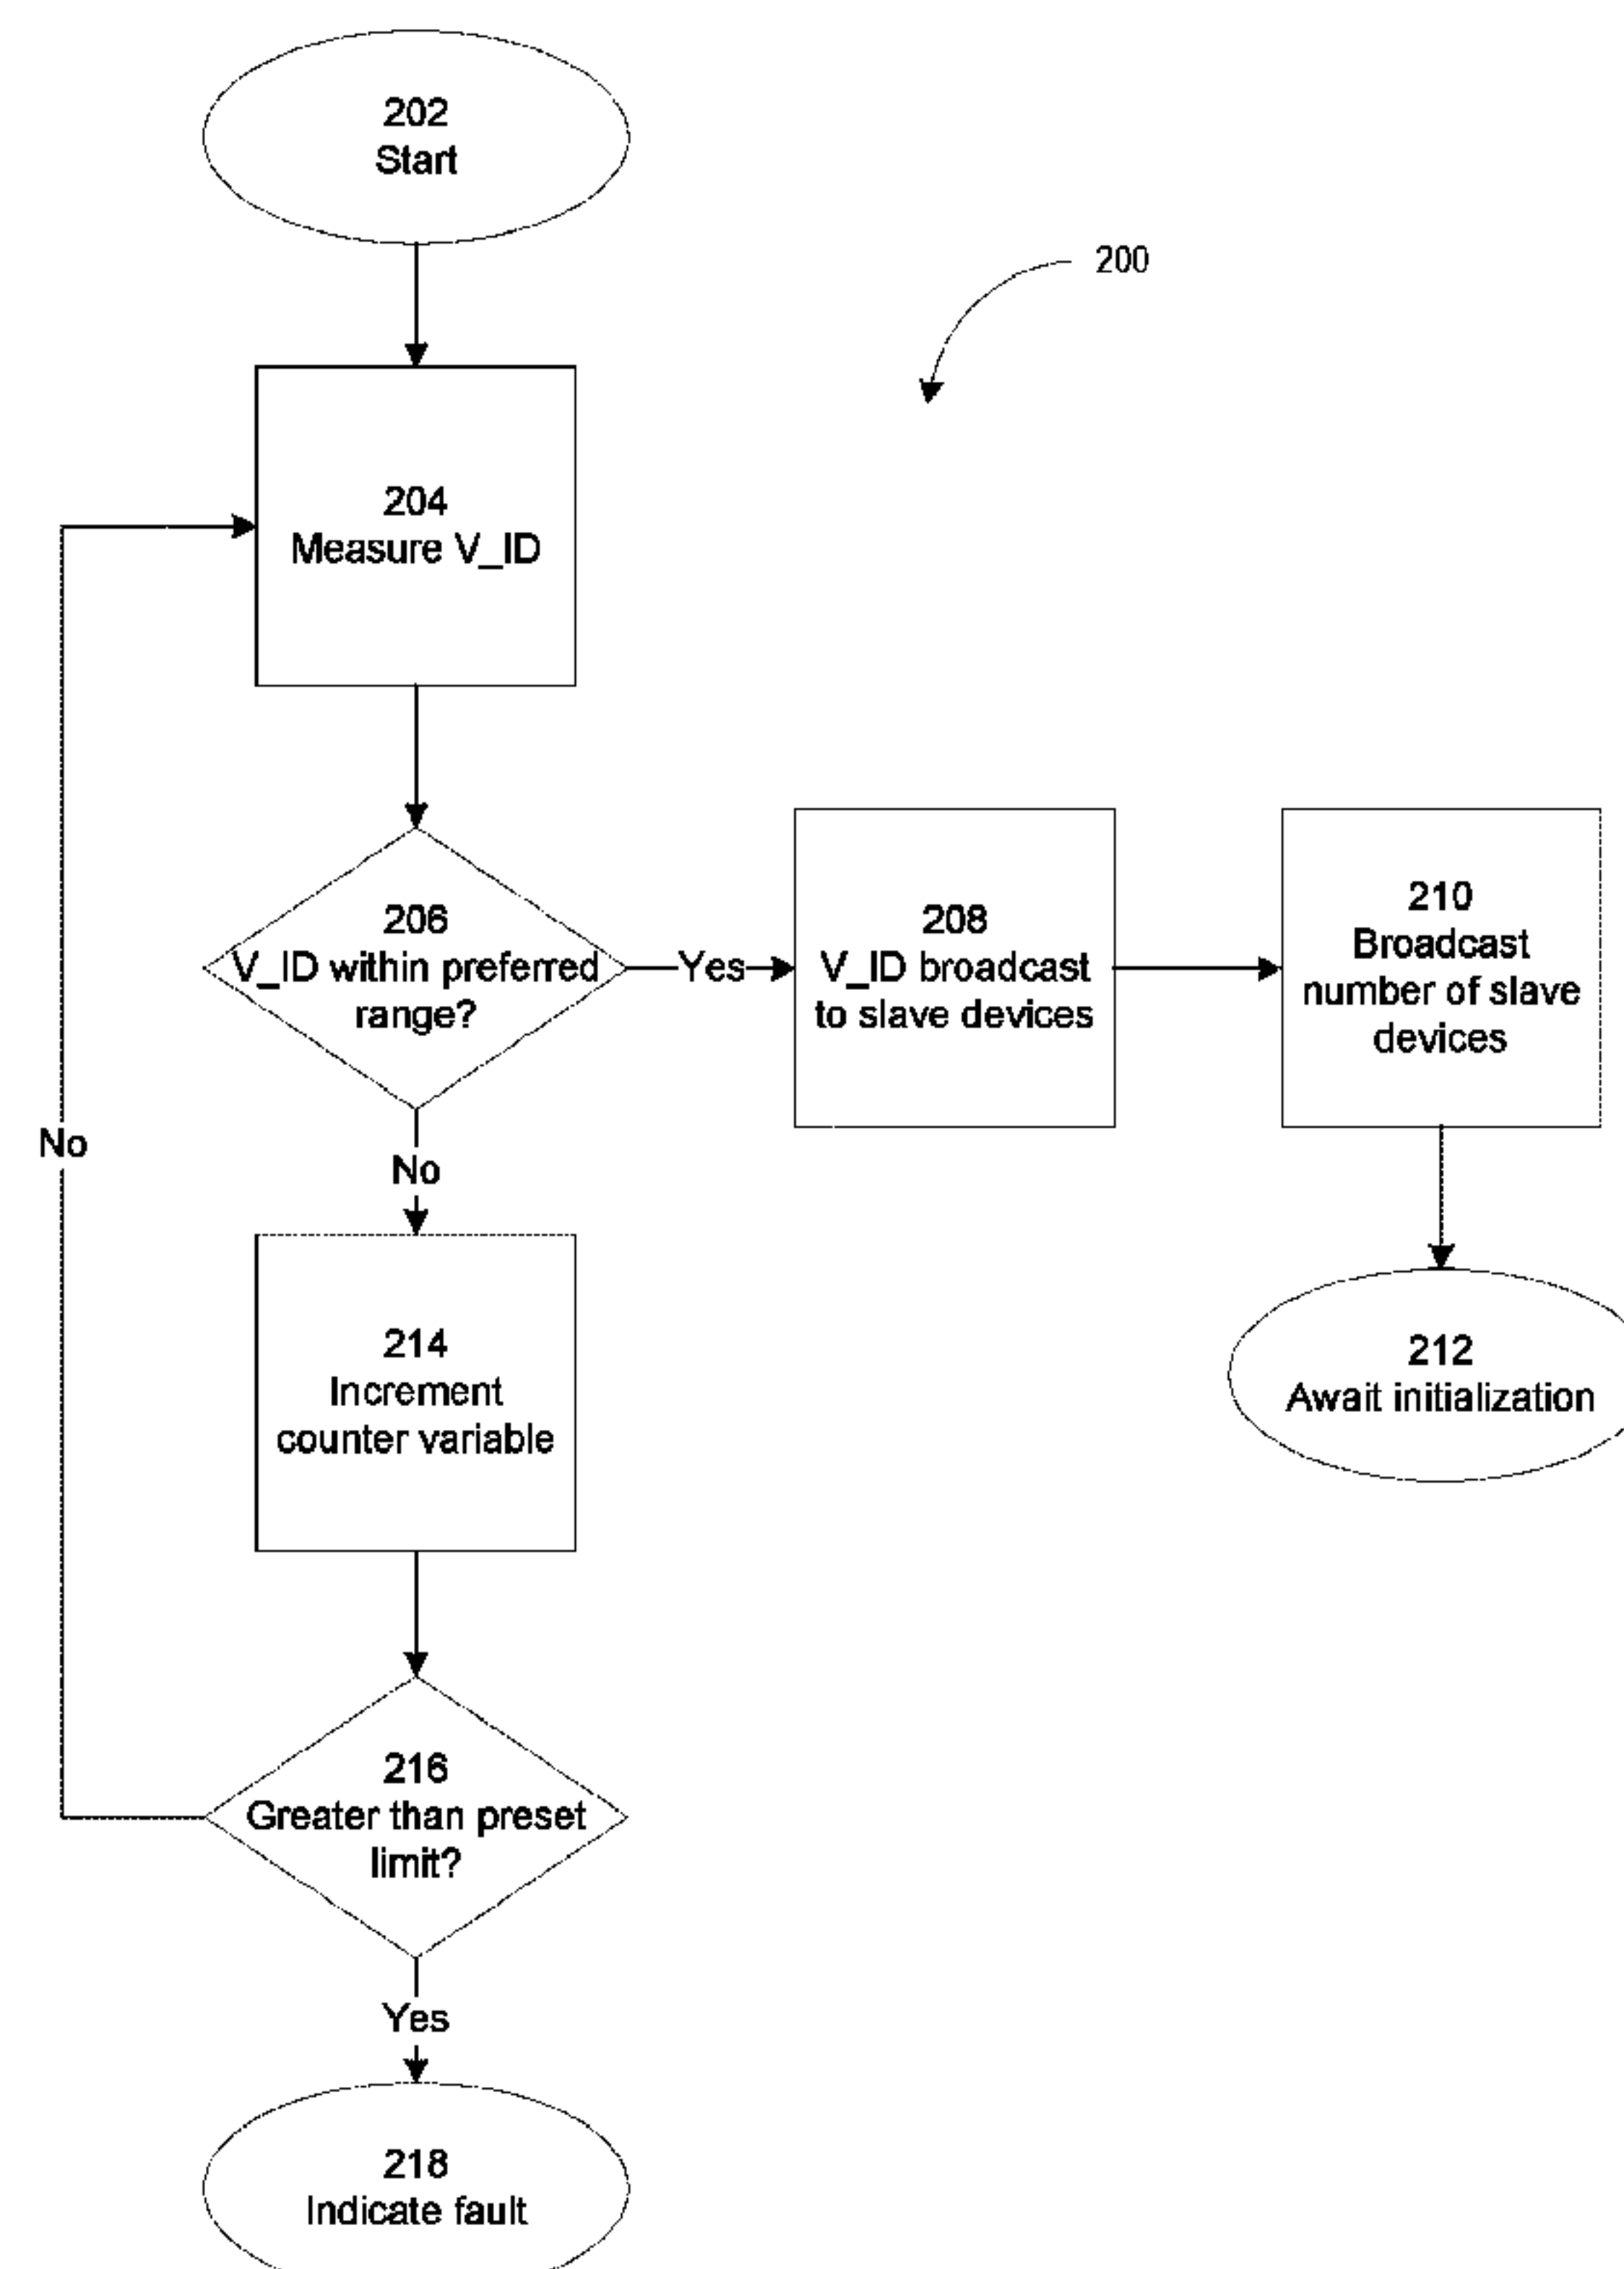 202
Start
200
204
Measure V_ID
206
V_ID within preferred
range?
Yes
208
V_ID broadcast
to slave devices
210
Broadcast
number of slave
devices
No
No
214
Increment
counter variable
212
Await initialization
216
Greater than preset
limit?
Yes
218
Indicate fault